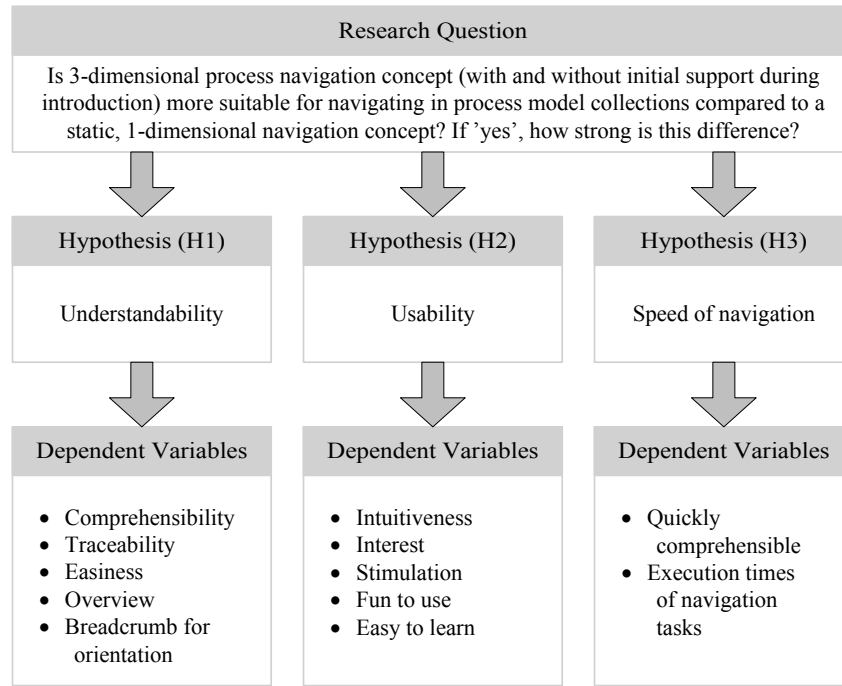 Research Question
Is 3-dimensional process navigation concept (with and without initial support during
introduction) more suitable for navigating in process model collections compared to a
static, 1-dimensional navigation concept? If ’yes’, how strong is this difference?
Hypothesis (H1)
Understandability
Hypothesis (H2)
Usability
Hypothesis (H3)
Speed of navigation
Dependent Variables
• Comprehensibility
• Traceability
• Easiness
• Overview
• Breadcrumb for
orientation
Dependent Variables
• Intuitiveness
• Interest
• Stimulation
• Fun to use
• Easy to learn
Dependent Variables
• Quickly
comprehensible
• Execution times
of navigation
tasks